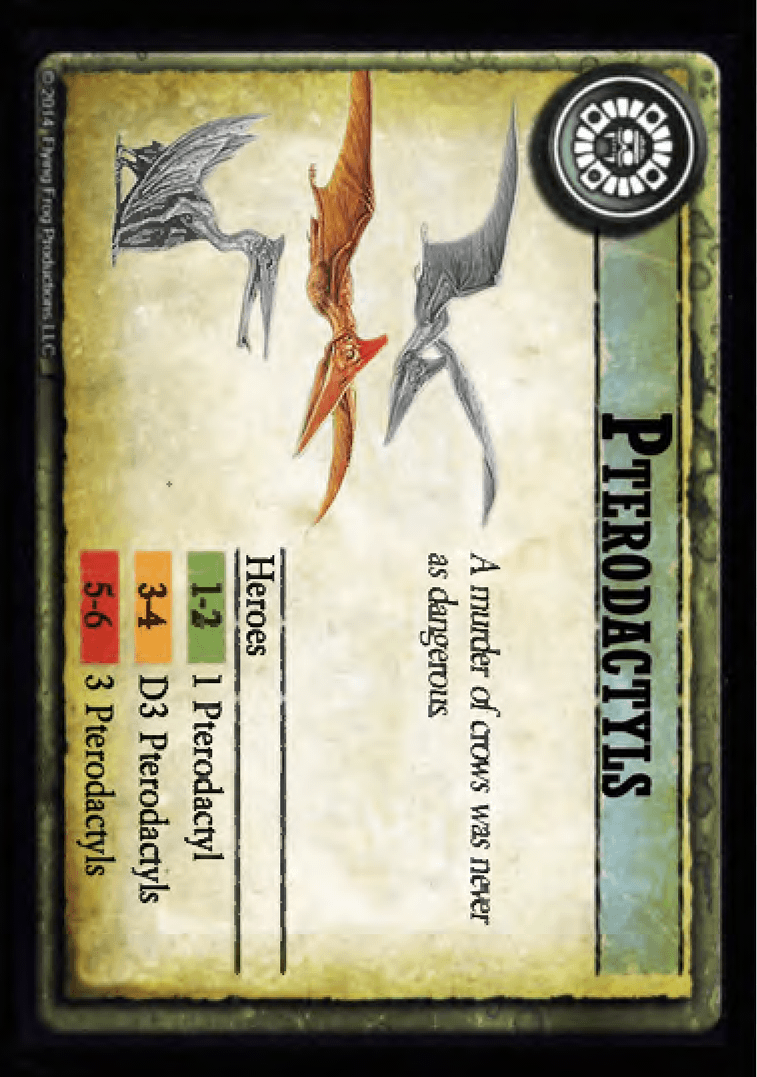 PTERODACTYLS
A murder of crows was never
as dangerous.
Heroes
1-2 1 Pterodactyl
3-4 D3 Pterodactyls
5-6 3 Pterodactyls
© 2014, Flying Frog Productions LLC